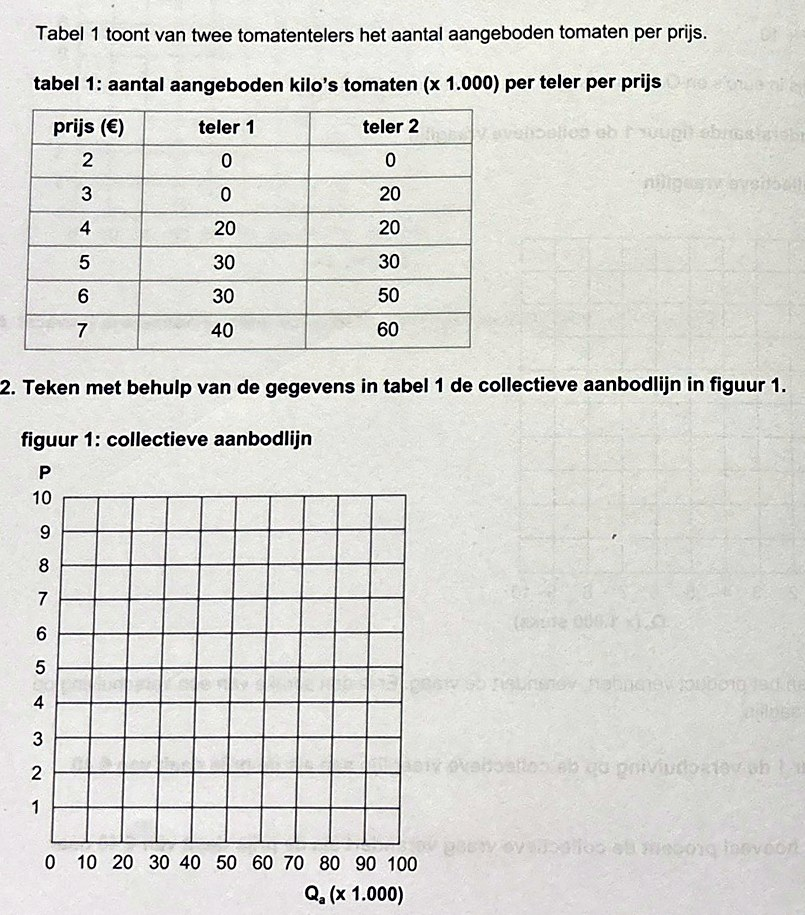 Tabel 1 toont van twee tomatentelers het aantal aangeboden tomaten per prijs.
tabel 1: aantal aangeboden kilo's tomaten (x 1.000) per teler per prijs
prijs (€) teler 1 teler 2
2 0 0
3 0 20
4 20 20
5 30 30
6 30 50
7 40 60
2. Teken met behulp van de gegevens in tabel 1 de collectieve aanbodlijn in figuur 1.
figuur 1: collectieve aanbodlijn
P
10
9
8
7
6
5
4
3
2
1
0 10 20 30 40 50 60 70 80 90 100
Qa (x 1.000)